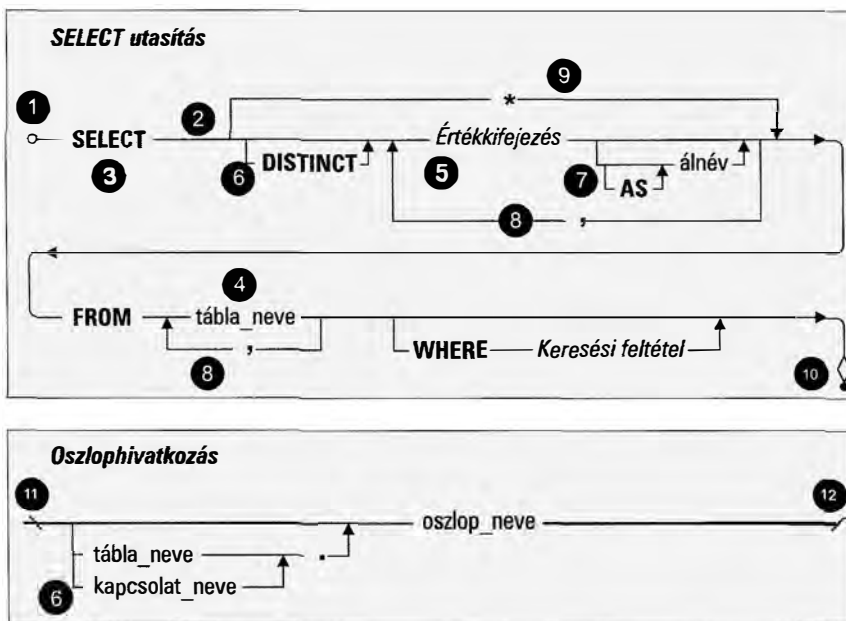 SELECT utasítás
9
1 2 *
SELECT Értékkifejezés
3 6 DISTINCT 5 7 AS álnév
8 ,
4
FROM tábla_neve
, WHERE Keresési feltétel
8 10
Oszlophivatkozás
11 12
oszlop_neve
tábla_neve .
6 kapcsolat_neve